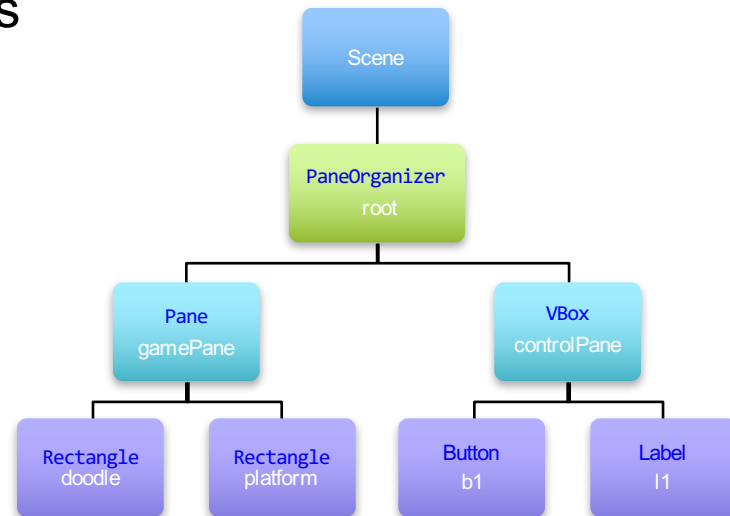 s
Scene
PaneOrganizer
root
Pane
gamePane
VBox
controlPane
Rectangle
doodle
Rectangle
platform
Button
b1
Label
l1